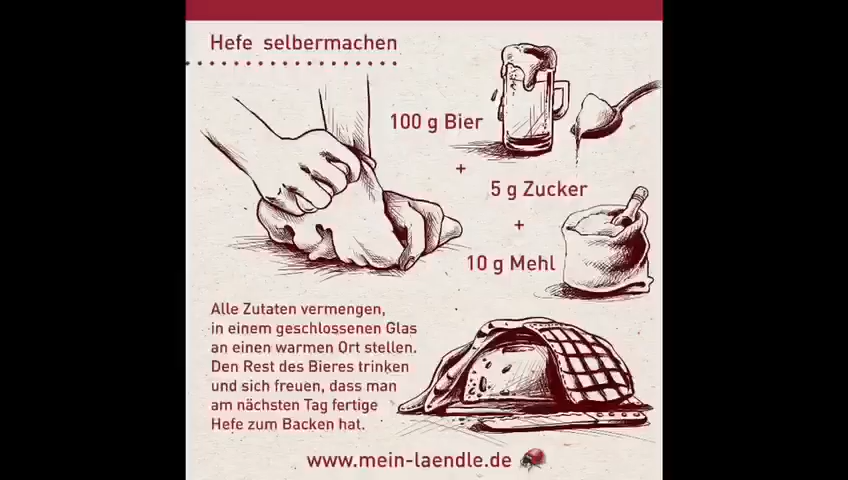 Hefe selbermachen
100 g Bier
+
5 g Zucker
+
10 g Mehl
Alle Zutaten vermengen,
in einem geschlossenen Glas
an einen warmen Ort stellen.
Den Rest des Bieres trinken
und sich freuen, dass man
am nächsten Tag fertige
Hefe zum Backen hat.
www.mein-laendle.de